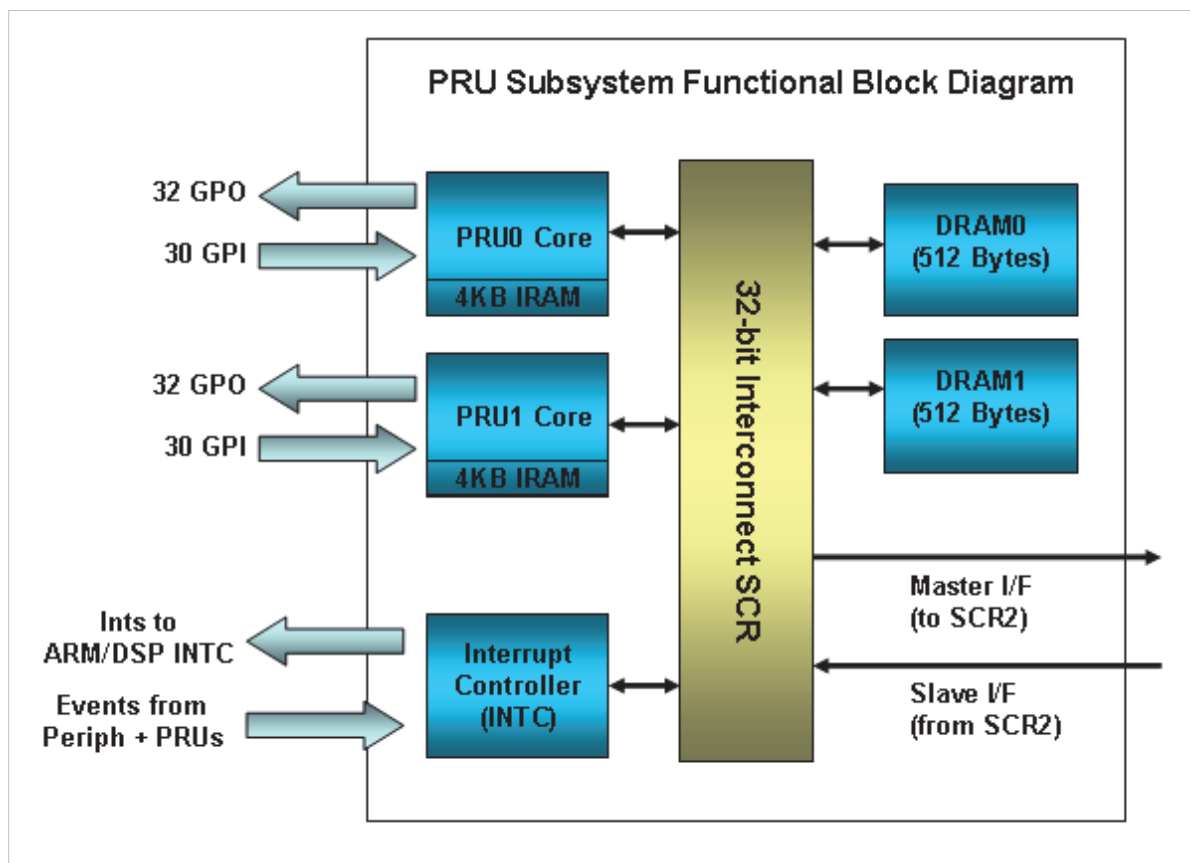 PRU Subsystem Functional Block Diagram
32 GPO
30 GPI
PRU0 Core
4KB IRAM
32 GPO
30 GPI
PRU1 Core
4KB IRAM
Ints to
ARM/DSP INTC
Events from
Periph + PRUs
Interrupt
Controller
(INTC)
32-bit Interconnect SCR
DRAM0
(512 Bytes)
DRAM1
(512 Bytes)
Master I/F
(to SCR2)
Slave I/F
(from SCR2)